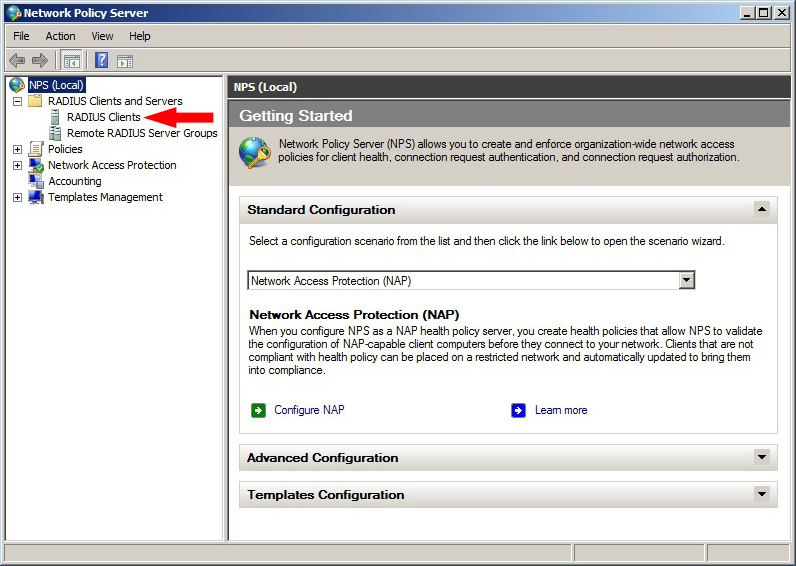 Network Policy Server
File Action View Help
NPS (Local)
RADIUS Clients and Servers
RADIUS Clients
Remote RADIUS Server Groups
Policies
Network Access Protection
Accounting
Templates Management
NPS (Local)
Getting Started
Network Policy Server (NPS) allows you to create and enforce organization-wide network access
policies for client health, connection request authentication, and connection request authorization.
Standard Configuration
Select a configuration scenario from the list and then click the link below to open the scenario wizard.
Network Access Protection (NAP)
Network Access Protection (NAP)
When you configure NPS as a NAP health policy server, you create health policies that allow NPS to validate
the configuration of NAP-capable client computers before they connect to your network. Clients that are not
compliant with health policy can be placed on a restricted network and automatically updated to bring them
into compliance.
Configure NAP Learn more
Advanced Configuration
Templates Configuration